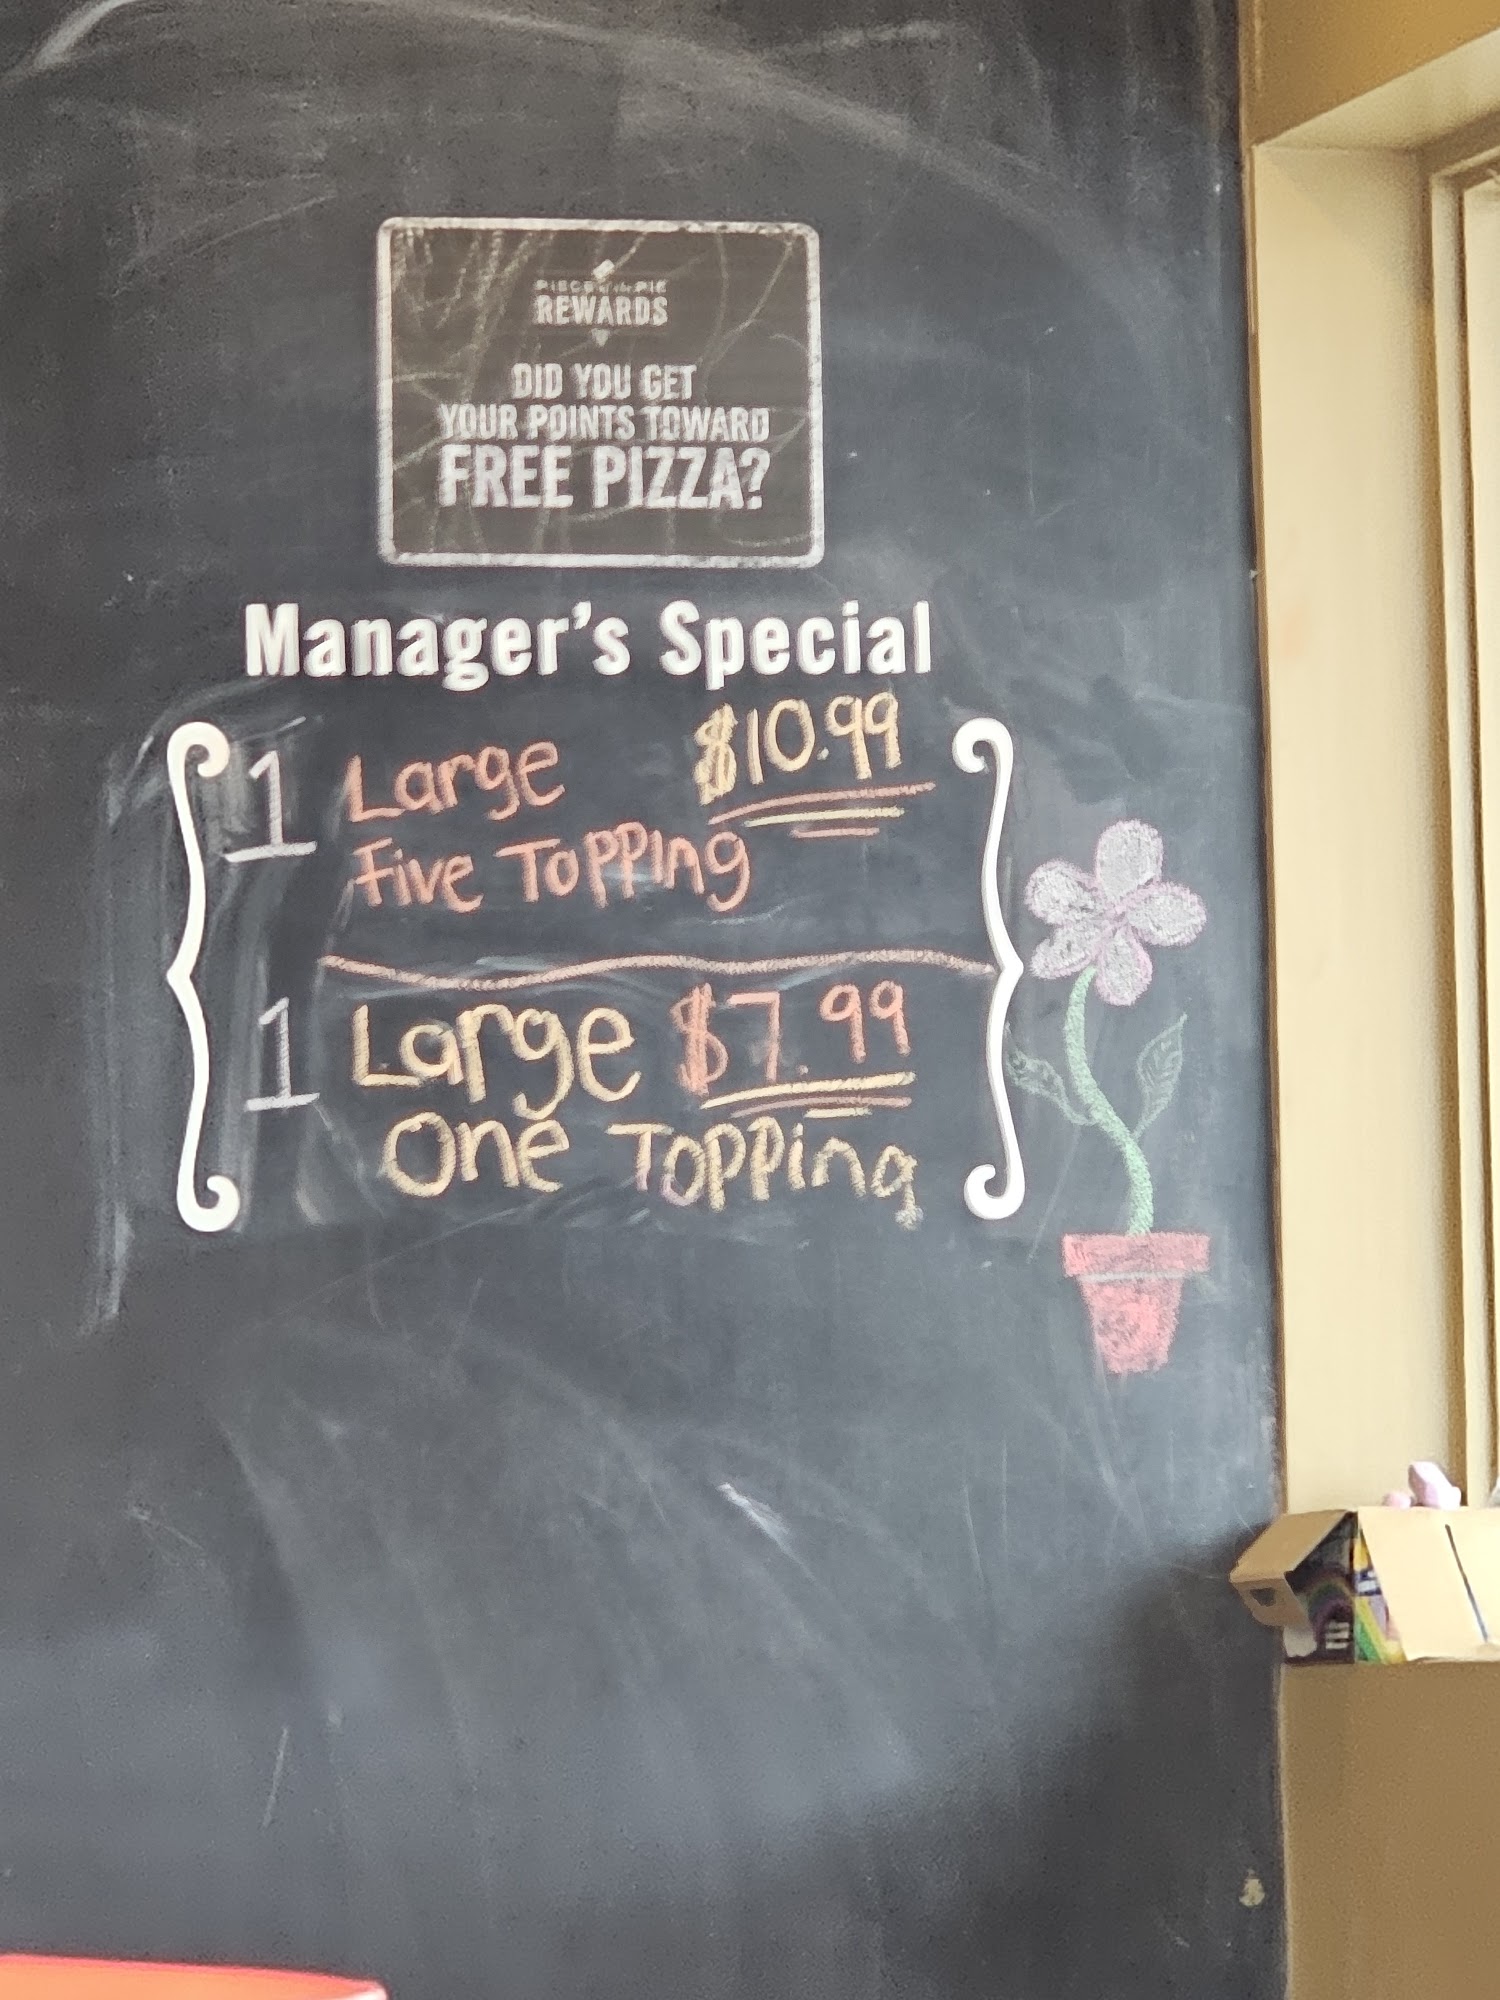 PIECE of the PIE
REWARDS
DID YOU GET
YOUR POINTS TOWARD
FREE PIZZA?
Manager's Special
1 Large $10.99
Five Topping
1 Large $7.99
One Topping